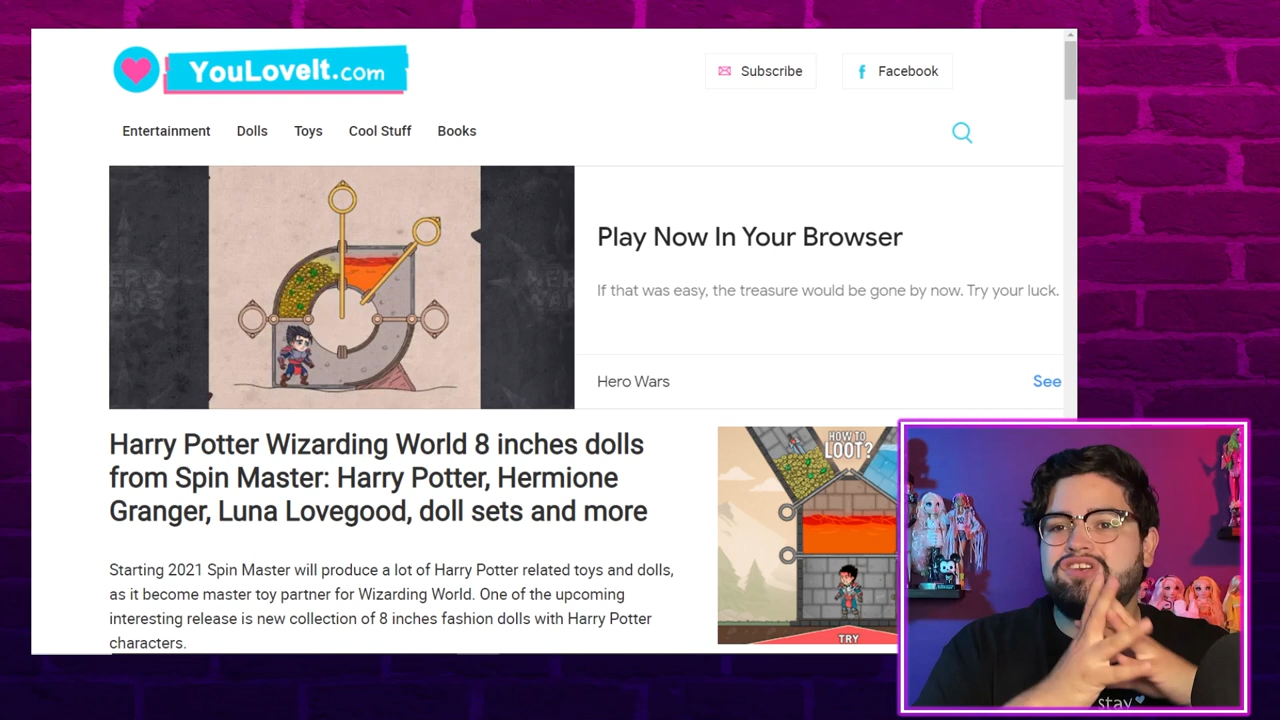 YouLoveIt.com
Subscribe
Facebook
Entertainment Dolls Toys Cool Stuff Books
Play Now In Your Browser
If that was easy, the treasure would be gone by now. Try your luck.
Hero Wars
See
Harry Potter Wizarding World 8 inches dolls
from Spin Master: Harry Potter, Hermione
Granger, Luna Lovegood, doll sets and more
HOW TO
LOOT?
Starting 2021 Spin Master will produce a lot of Harry Potter related toys and dolls,
as it become master toy partner for Wizarding World. One of the upcoming
interesting release is new collection of 8 inches fashion dolls with Harry Potter
characters.
TRY
stay